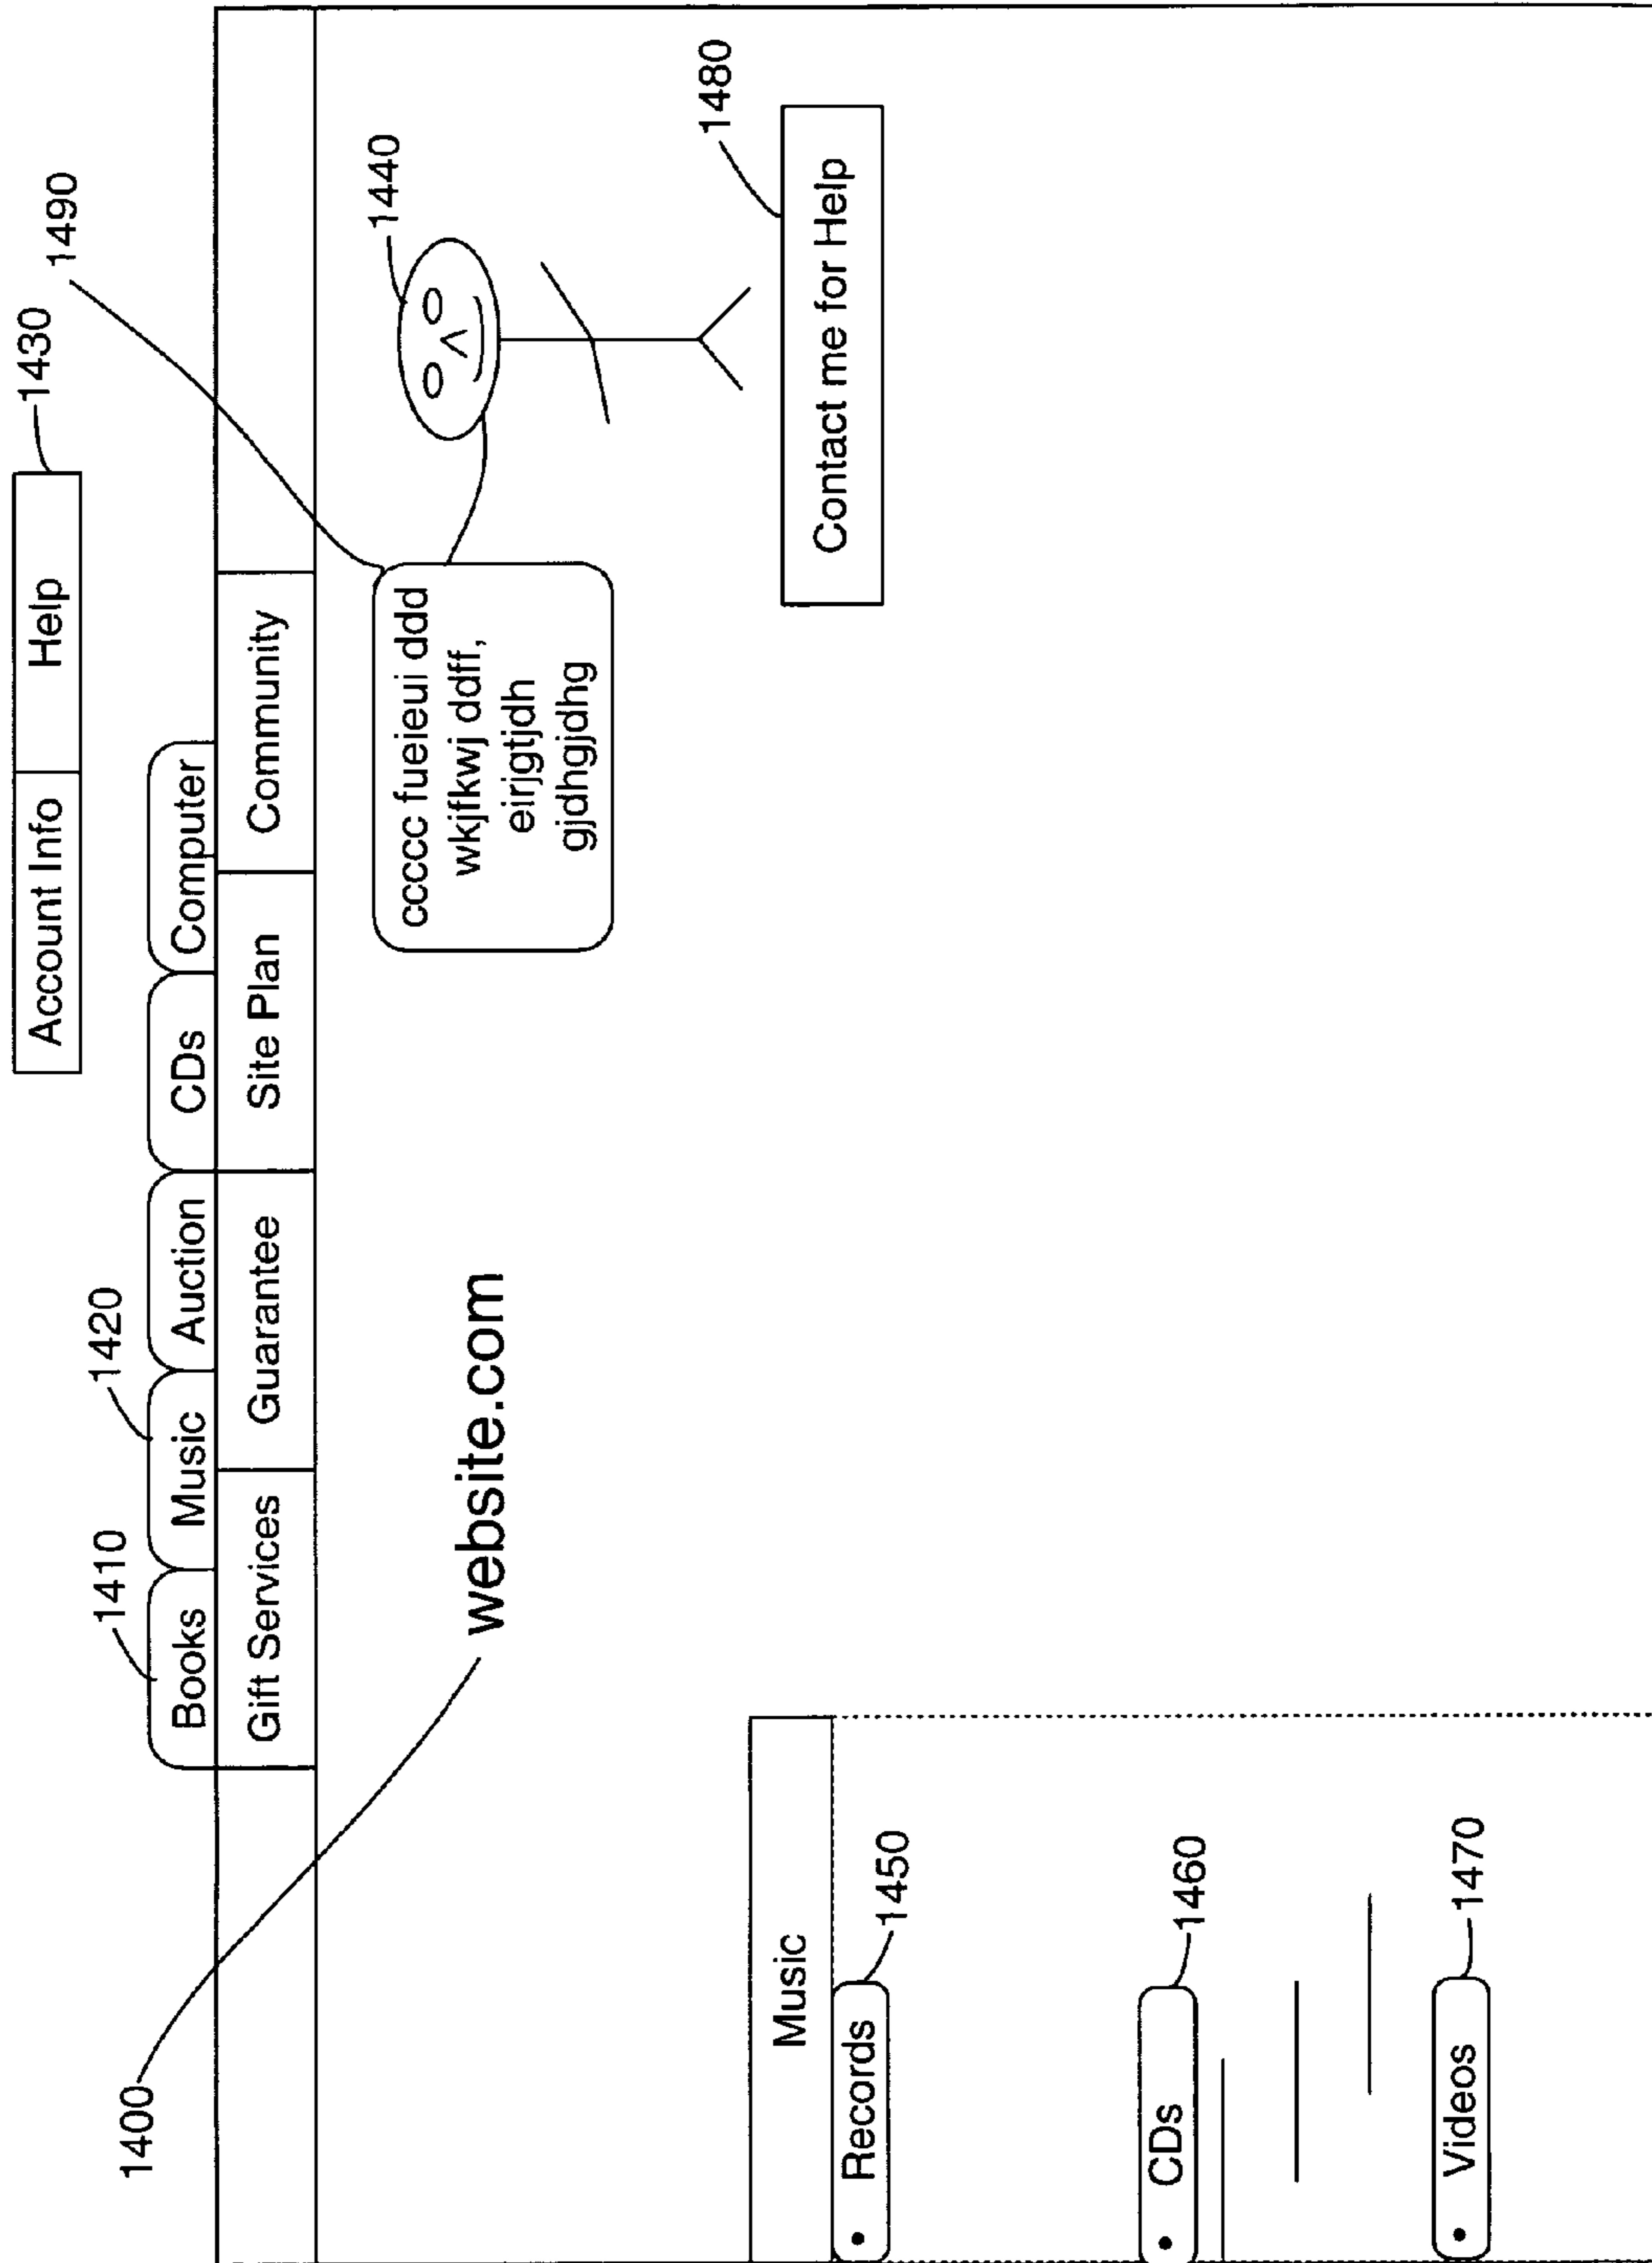 Account Info Help
1430
1490
1410
1420
1400
Books Music Auction CDs Computer
Gift Services Guarantee Site Plan Community
1440
website.com
ccccc fueieui ddd
wkjfkwj ddff,
eirjgtjdh
gjdhgjdhg
1480
Contact me for Help
Music
• Records
1450
• CDs
1460
• Videos
1470